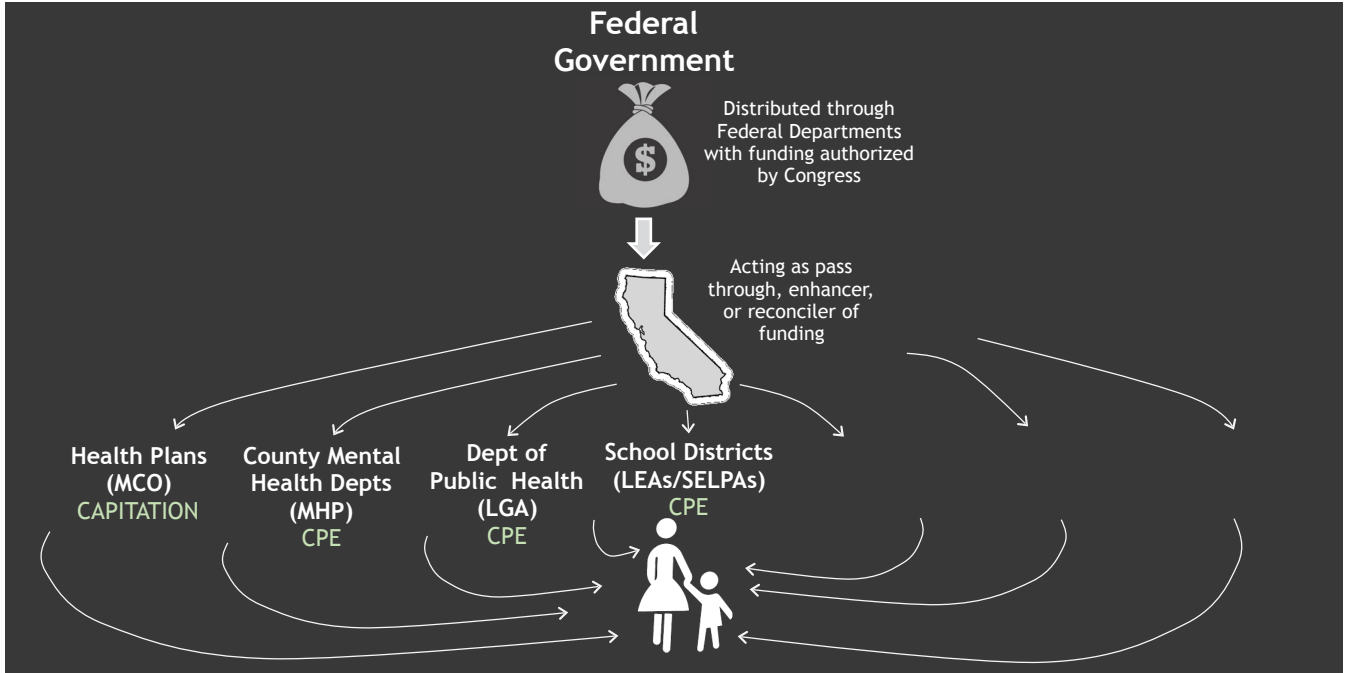 Federal
Government
$
Distributed through
Federal Departments
with funding authorized
by Congress
Acting as pass
through, enhancer,
or reconciler of
funding
Health Plans
(MCO)
CAPITATION
County Mental
Health Depts
(MHP)
CPE
Dept of
Public Health
(LGA)
CPE
School Districts
(LEAs/SELPAs)
CPE